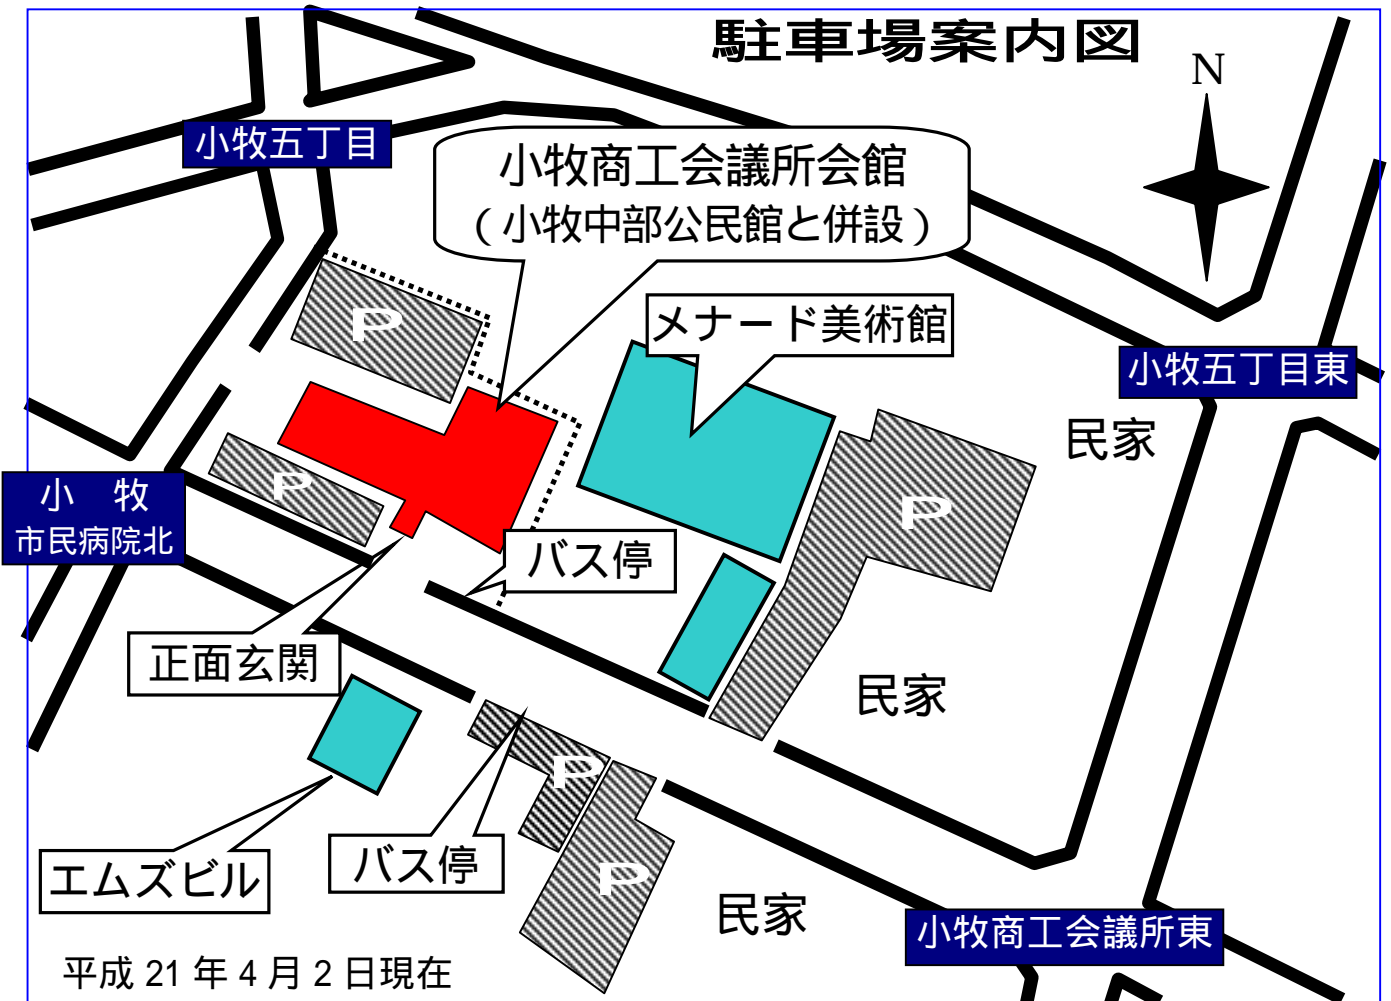 駐車場案内図
N
小牧五丁目
小牧商工会議所会館
（小牧中部公民館と併設）
メナード美術館
P
小牧五丁目東
民家
P
P
小 牧
市民病院北
バス停
正面玄関
民家
P
エムズビル
バス停
P
民家
小牧商工会議所東
平成 21 年 4 月 2 日現在